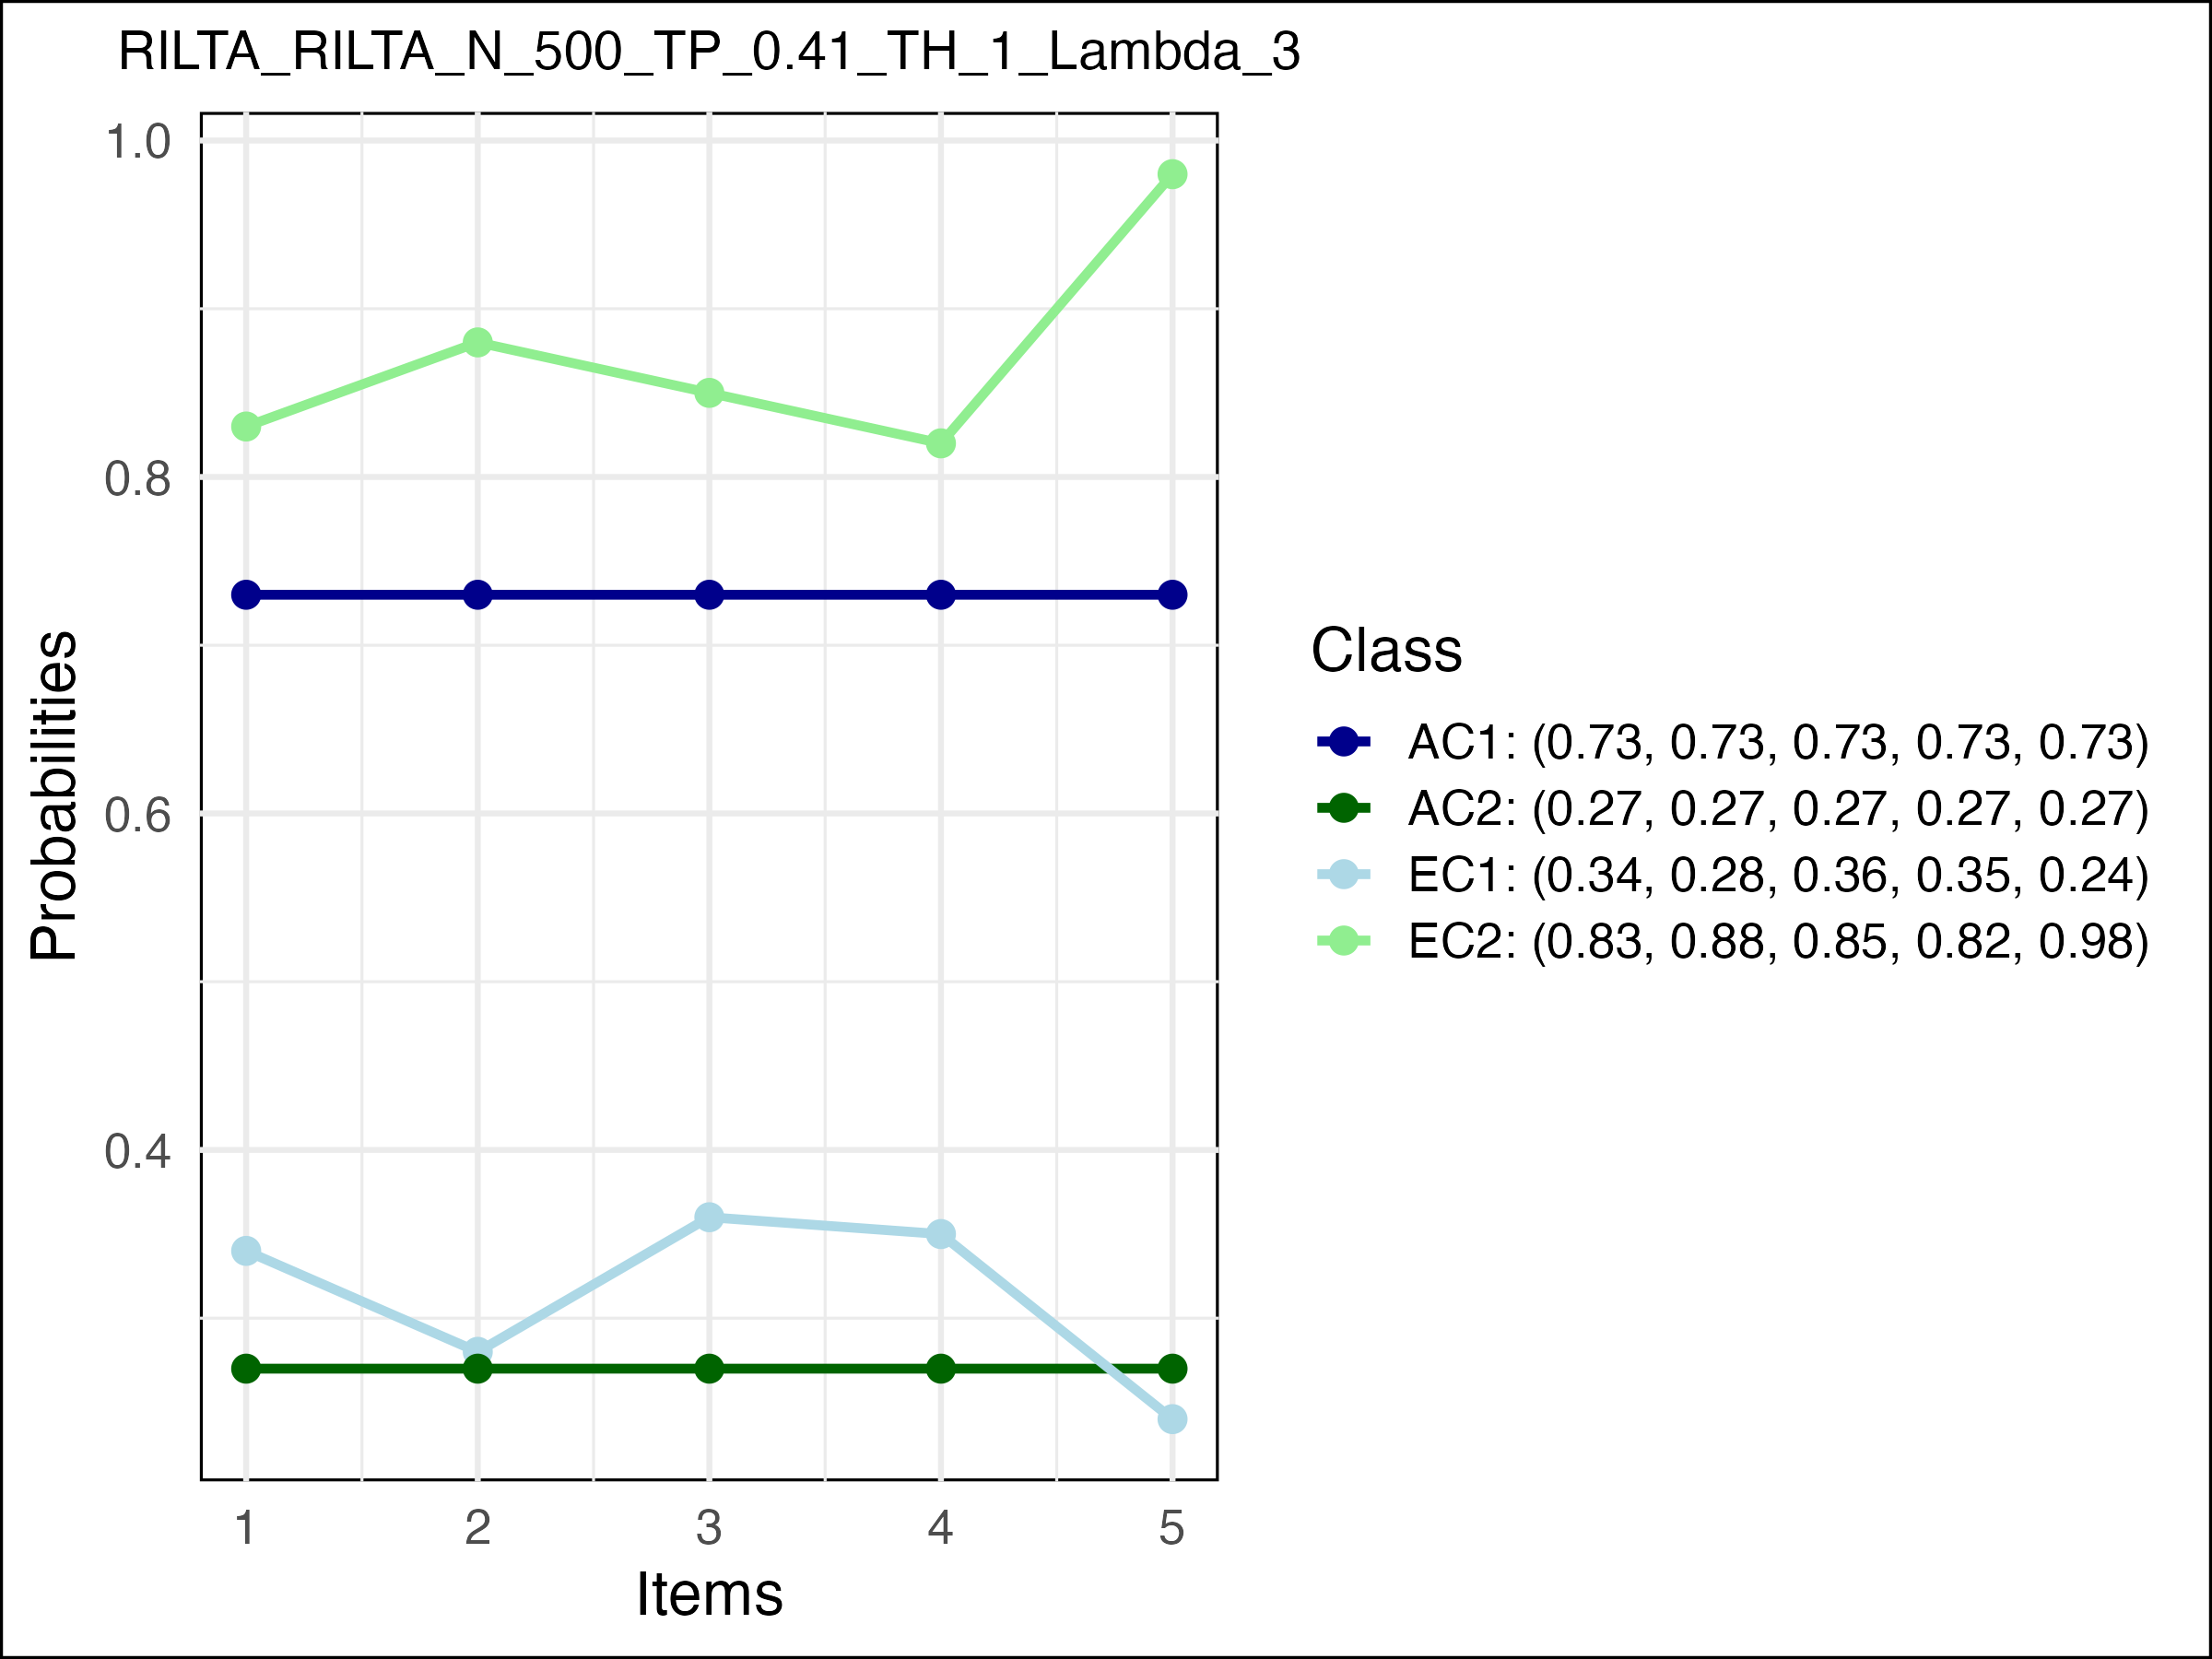 RILTA_RILTA_N_500_TP_0.41_TH_1_Lambda_3
1.0
0.8
0.6
0.4
Probabilities
1 2 3 4 5
Items
Class
AC1: (0.73, 0.73, 0.73, 0.73, 0.73)
AC2: (0.27, 0.27, 0.27, 0.27, 0.27)
EC1: (0.34, 0.28, 0.36, 0.35, 0.24)
EC2: (0.83, 0.88, 0.85, 0.82, 0.98)